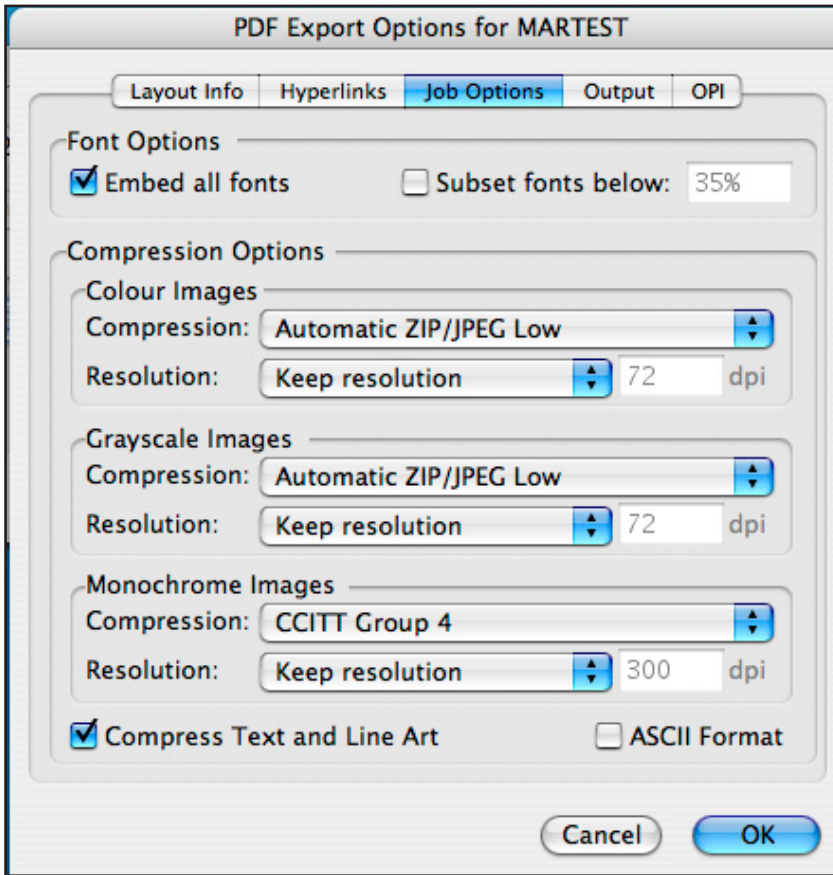 PDF Export Options for MARTEST
Layout Info Hyperlinks Job Options Output OPI
Font Options
Embed all fonts Subset fonts below: 35%
Compression Options
Colour Images
Compression: Automatic ZIP/JPEG Low
Resolution: Keep resolution 72 dpi
Grayscale Images
Compression: Automatic ZIP/JPEG Low
Resolution: Keep resolution 72 dpi
Monochrome Images
Compression: CCITT Group 4
Resolution: Keep resolution 300 dpi
Compress Text and Line Art ASCII Format
Cancel OK